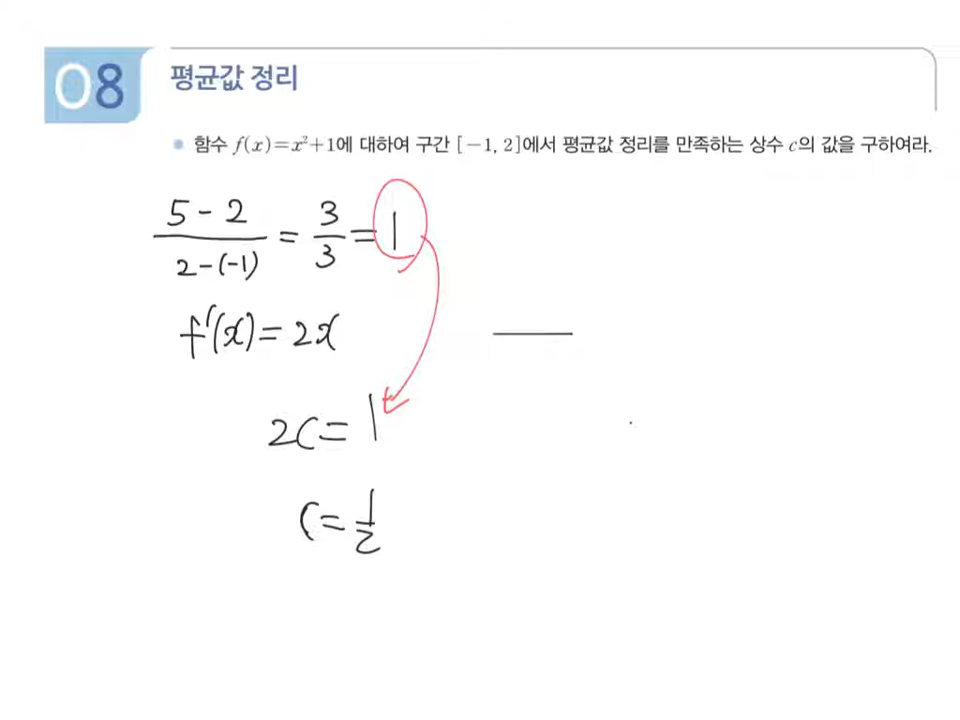 08 평균값 정리
함수 f(x)=x²+1에 대하여 구간 [-1, 2]에서 평균값 정리를 만족하는 상수 c의 값을 구하여라.
(5-2)/(2-(-1)) = 3/3 = 1
f'(x)=2x
2c=1
c=1/2